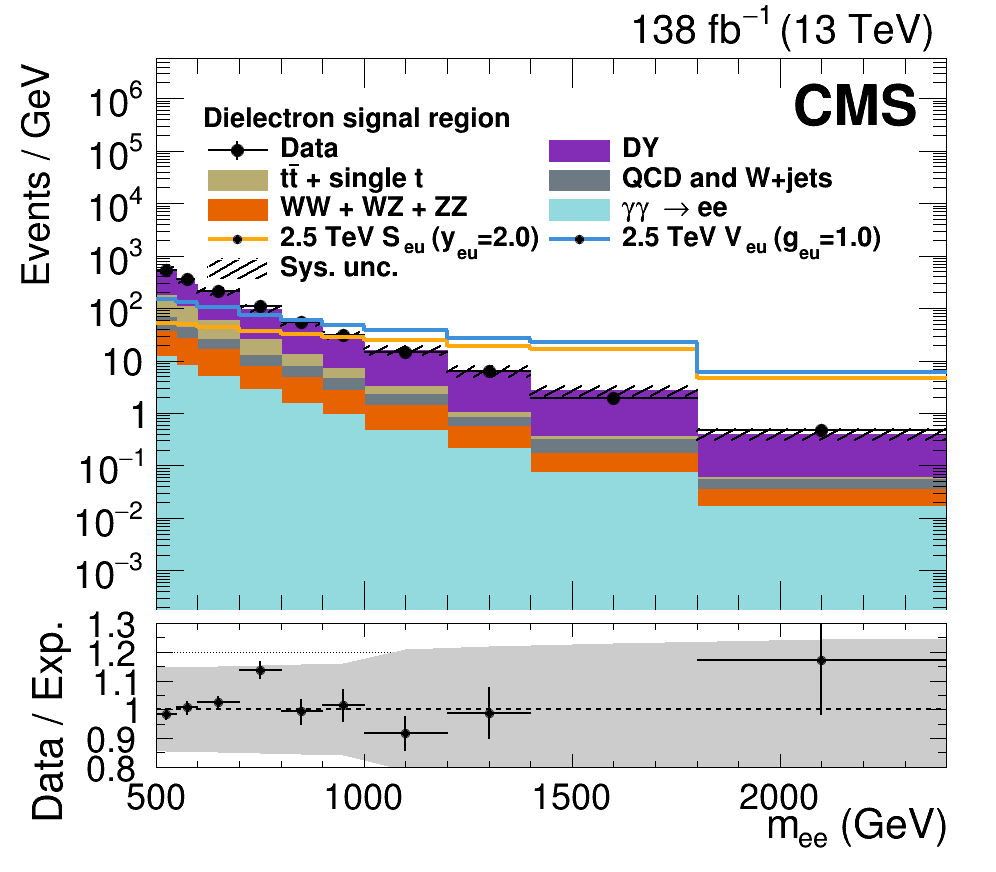 138 fb⁻¹ (13 TeV)
CMS
Events / GeV
10⁶
10⁵
10⁴
10³
10²
10
1
10⁻¹
10⁻²
10⁻³
Dielectron signal region
Data
DY
tt̄ + single t
QCD and W+jets
WW + WZ + ZZ
γγ → ee
2.5 TeV S_eu (y_eu=2.0)
2.5 TeV V_eu (g_eu=1.0)
Sys. unc.
Data / Exp.
1.3
1.2
1.1
1
0.9
0.8
500 1000 1500 2000
m_ee (GeV)